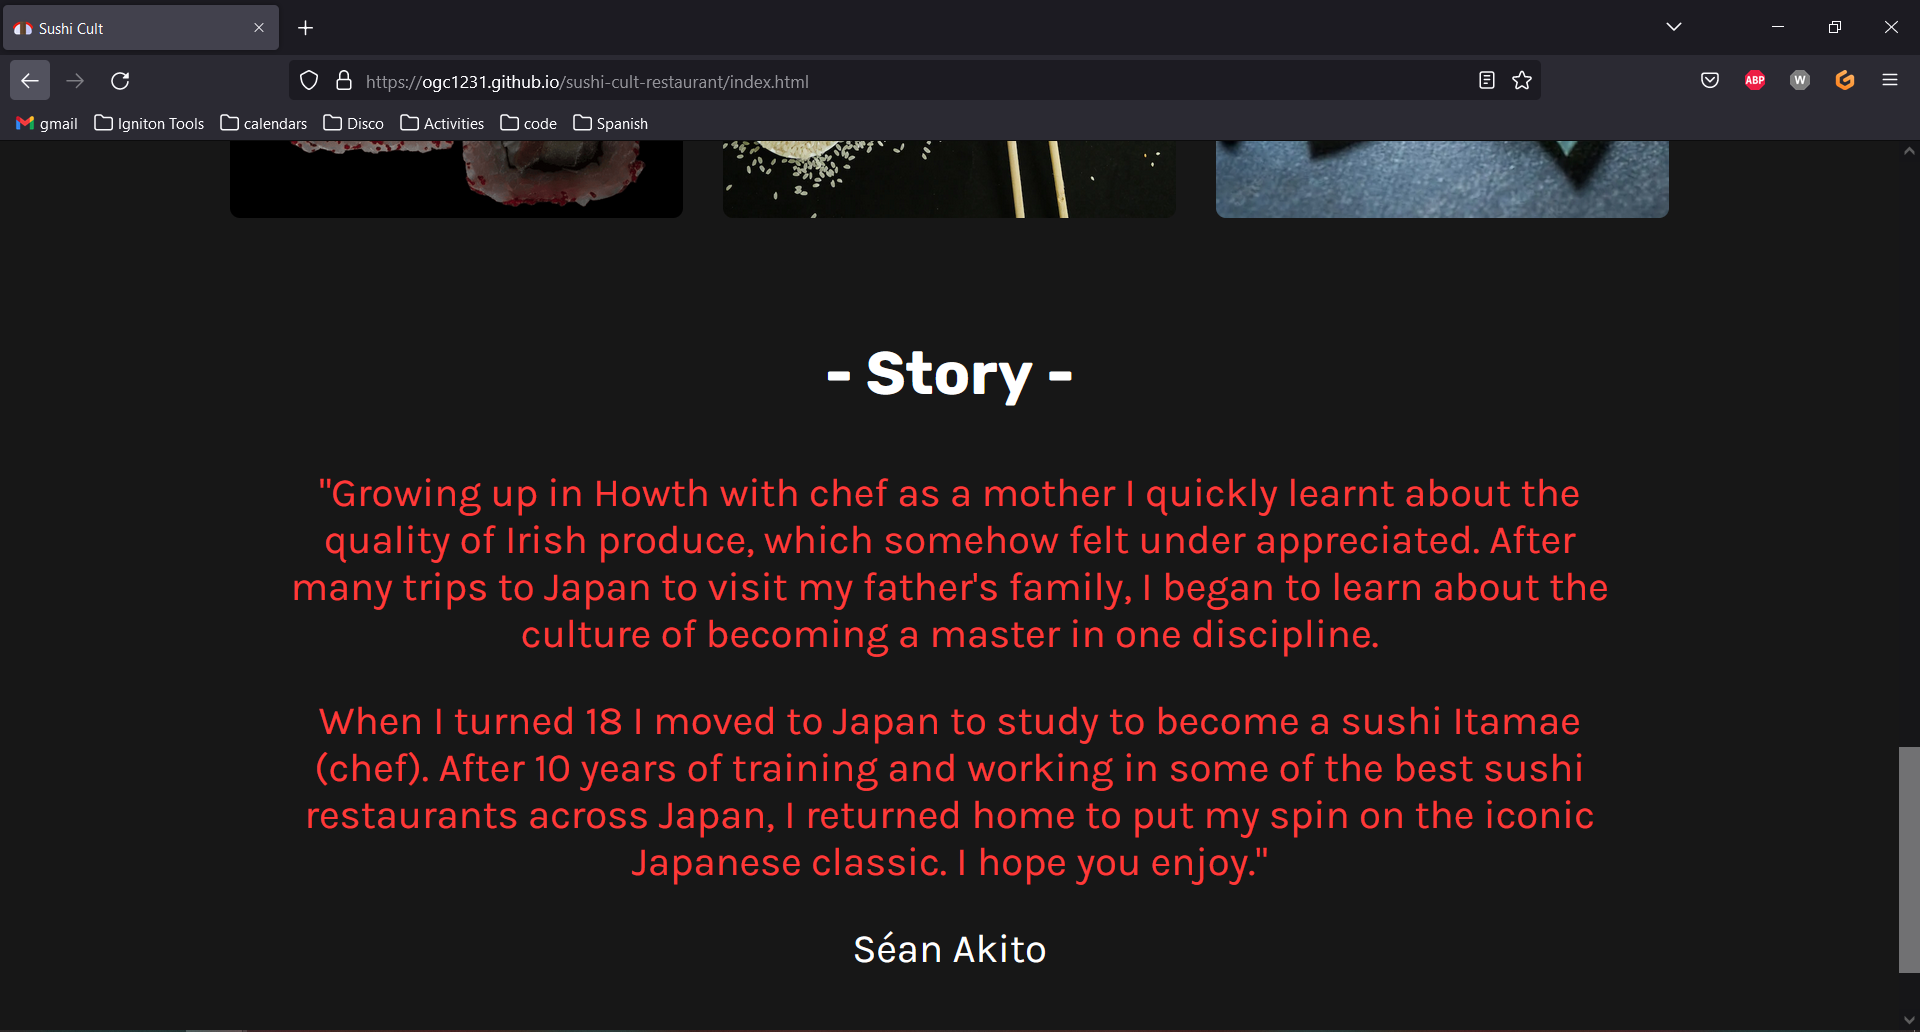 Sushi Cult
https://ogc1231.github.io/sushi-cult-restaurant/index.html
ABP
W
gmail
Igniton Tools
calendars
Disco
Activities
code
Spanish
- Story -
"Growing up in Howth with chef as a mother I quickly learnt about the
quality of Irish produce, which somehow felt under appreciated. After
many trips to Japan to visit my father's family, I began to learn about the
culture of becoming a master in one discipline.
When I turned 18 I moved to Japan to study to become a sushi Itamae
(chef). After 10 years of training and working in some of the best sushi
restaurants across Japan, I returned home to put my spin on the iconic
Japanese classic. I hope you enjoy."
Séan Akito